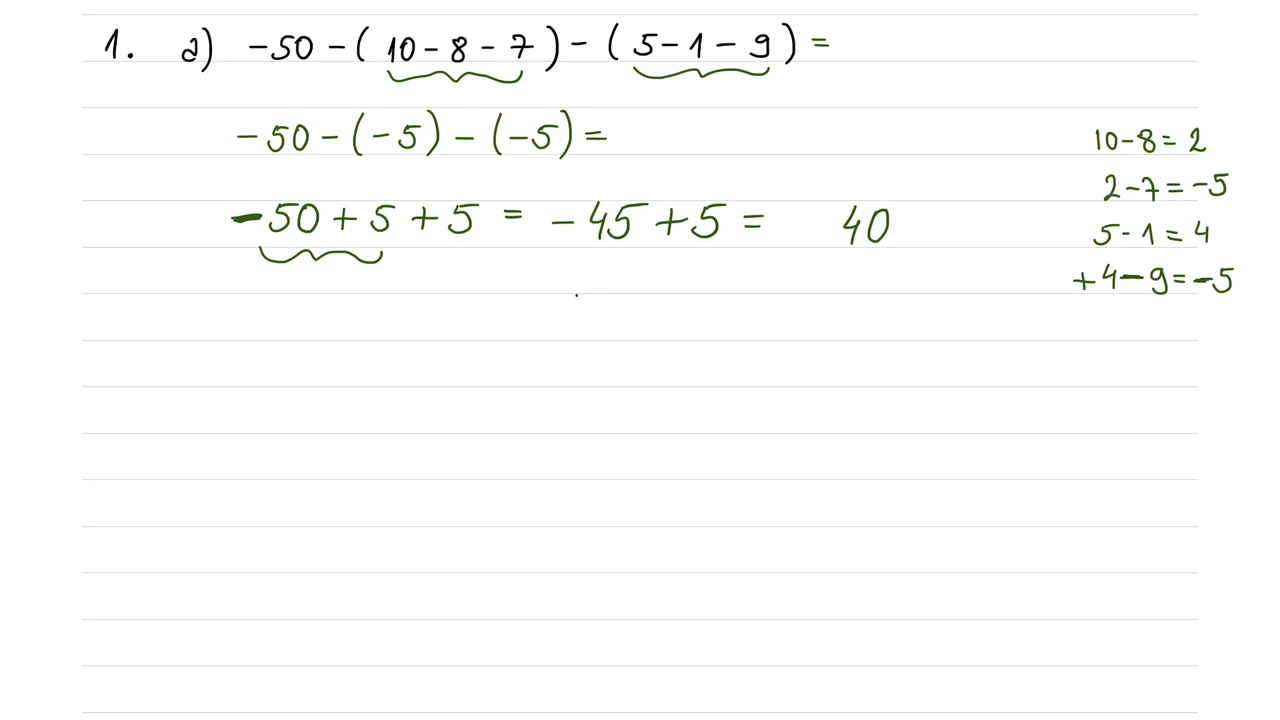 1. a) -50 - (10 - 8 - 7) - (5 - 1 - 9) =
-50 - (-5) - (-5) =
-50 + 5 + 5 = -45 + 5 = 40
10 - 8 = 2
2 - 7 = -5
5 - 1 = 4
+4 - 9 = -5